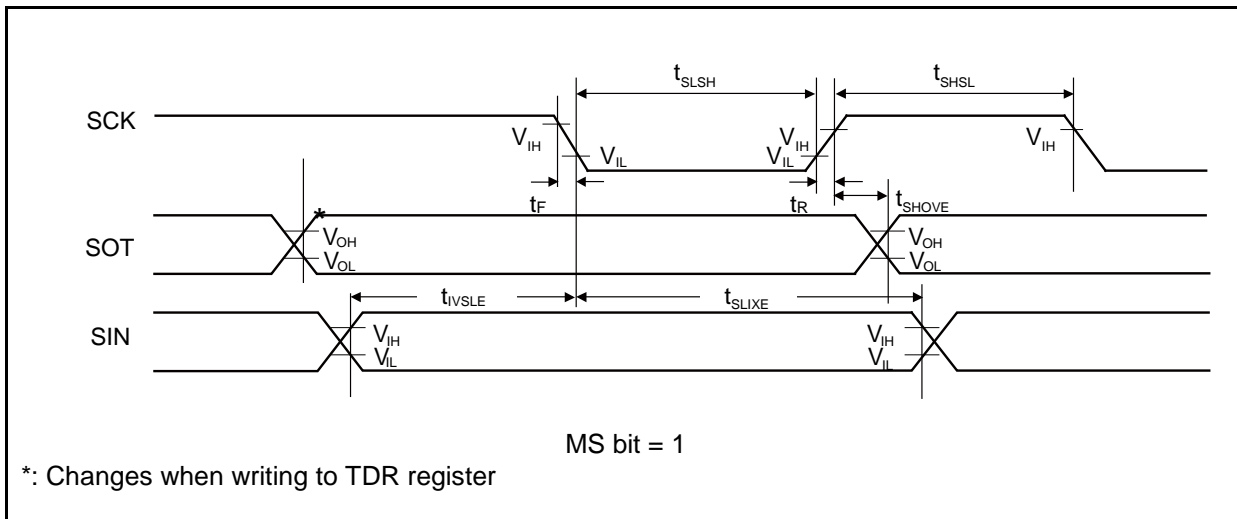 tSLSH tSHSL
SCK
VIH VIL VIH VIL VIH
tF tR tSHOVE
*
SOT
VOH VOL VOH VOL
tIVSLE tSLIXE
SIN
VIH VIL VIH VIL
MS bit = 1
*: Changes when writing to TDR register